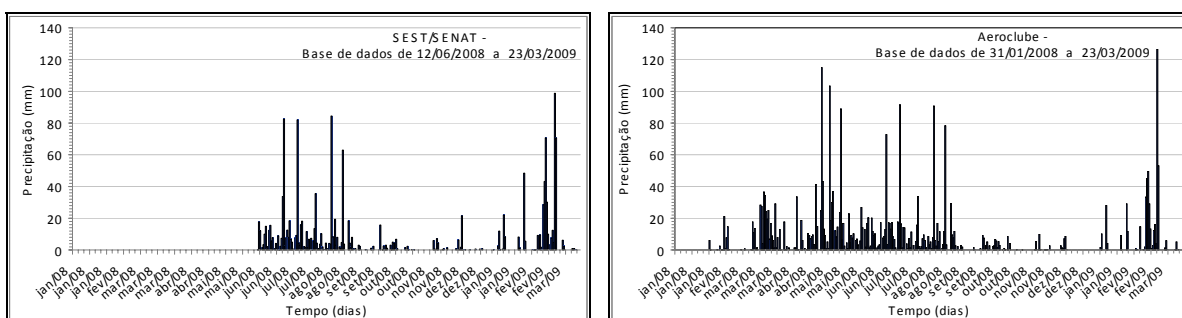 SEST/SENAT -
Base de dados de 12/06/2008 a 23/03/2009
Precipitação (mm)
140
120
100
80
60
40
20
0
jan/08
jan/08
fev/08
mar/08
mar/08
abr/08
abr/08
mai/08
mai/08
jun/08
jun/08
jul/08
jul/08
ago/08
ago/08
set/08
set/08
out/08
out/08
nov/08
nov/08
dez/08
dez/08
jan/09
jan/09
fev/09
fev/09
mar/09
Tempo (dias)
Aeroclube -
Base de dados de 31/01/2008 a 23/03/2009
Precipitação (mm)
140
120
100
80
60
40
20
0
jan/08
jan/08
fev/08
mar/08
mar/08
abr/08
abr/08
mai/08
mai/08
jun/08
jun/08
jul/08
jul/08
ago/08
ago/08
set/08
set/08
out/08
out/08
nov/08
nov/08
dez/08
dez/08
jan/09
jan/09
fev/09
fev/09
mar/09
Tempo (dias)